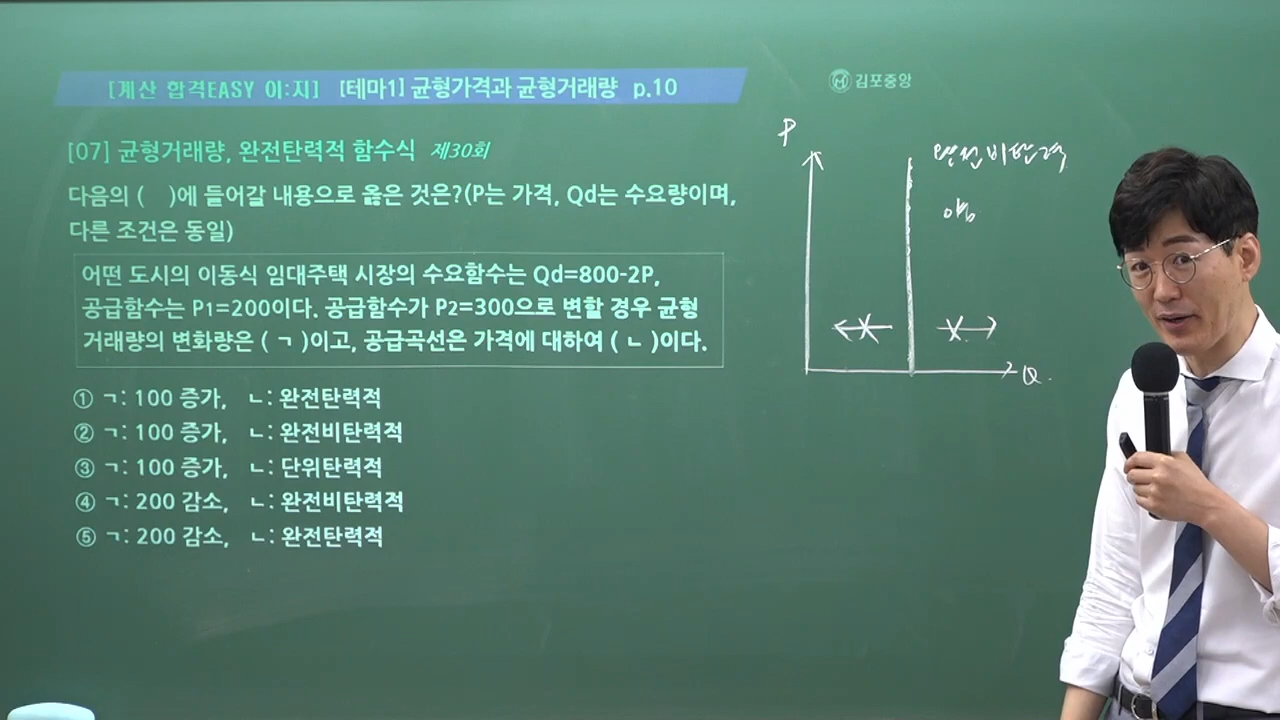 [계산 합격EASY 이:지] [테마1] 균형가격과 균형거래량 p.10
김포중앙
[07] 균형거래량, 완전탄력적 함수식 제30회
다음의 ( )에 들어갈 내용으로 옳은 것은?(P는 가격, Qd는 수요량이며,
다른 조건은 동일)
어떤 도시의 이동식 임대주택 시장의 수요함수는 Qd=800-2P,
공급함수는 P1=200이다. 공급함수가 P2=300으로 변할 경우 균형
거래량의 변화량은 ( ㄱ )이고, 공급곡선은 가격에 대하여 ( ㄴ )이다.
① ㄱ: 100 증가, ㄴ: 완전탄력적
② ㄱ: 100 증가, ㄴ: 완전비탄력적
③ ㄱ: 100 증가, ㄴ: 단위탄력적
④ ㄱ: 200 감소, ㄴ: 완전비탄력적
⑤ ㄱ: 200 감소, ㄴ: 완전탄력적
P
완전비탄력
Q.